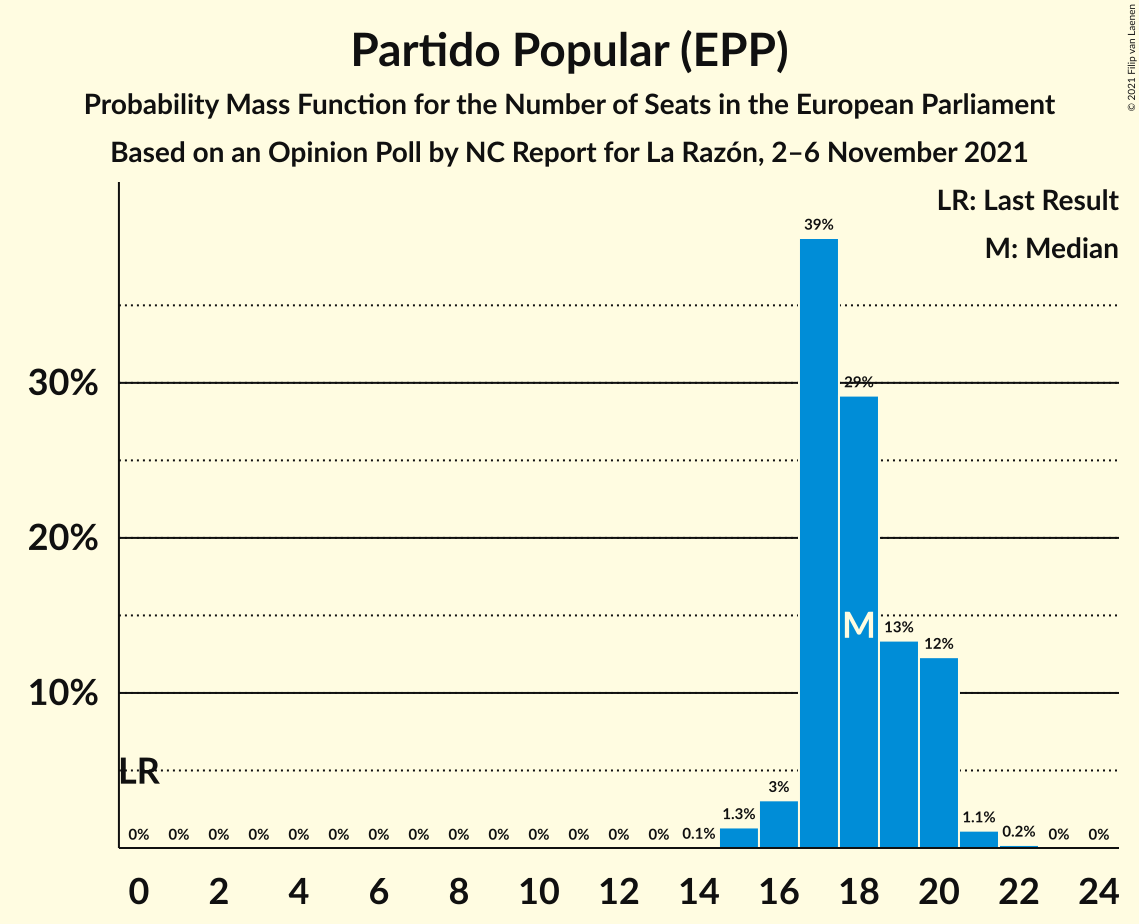 Partido Popular (EPP)
Probability Mass Function for the Number of Seats in the European Parliament
Based on an Opinion Poll by NC Report for La Razón, 2–6 November 2021
© 2021 Filip van Laenen
LR: Last Result
M: Median
39%
30%
29%
20%
M
13%
12%
10%
LR
3%
1.3%
1.1%
0% 0% 0% 0% 0% 0% 0% 0% 0% 0% 0% 0% 0% 0% 0.1% 0.2% 0% 0%
0 2 4 6 8 10 12 14 16 18 20 22 24